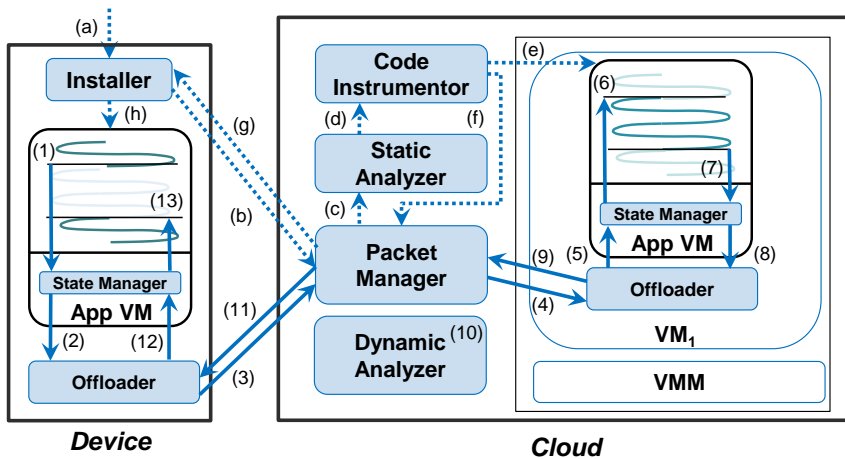 (a)
Installer
(h)
(1)
(13)
State Manager
App VM
(2)
(12)
Offloader
Device
(g)
(b)
(11)
(3)
Code
Instrumentor
(d)
(f)
Static
Analyzer
(c)
Packet
Manager
Dynamic
Analyzer
(10)
(e)
(6)
(7)
State Manager
App VM
(9)
(5)
(8)
(4)
Offloader
VM₁
VMM
Cloud